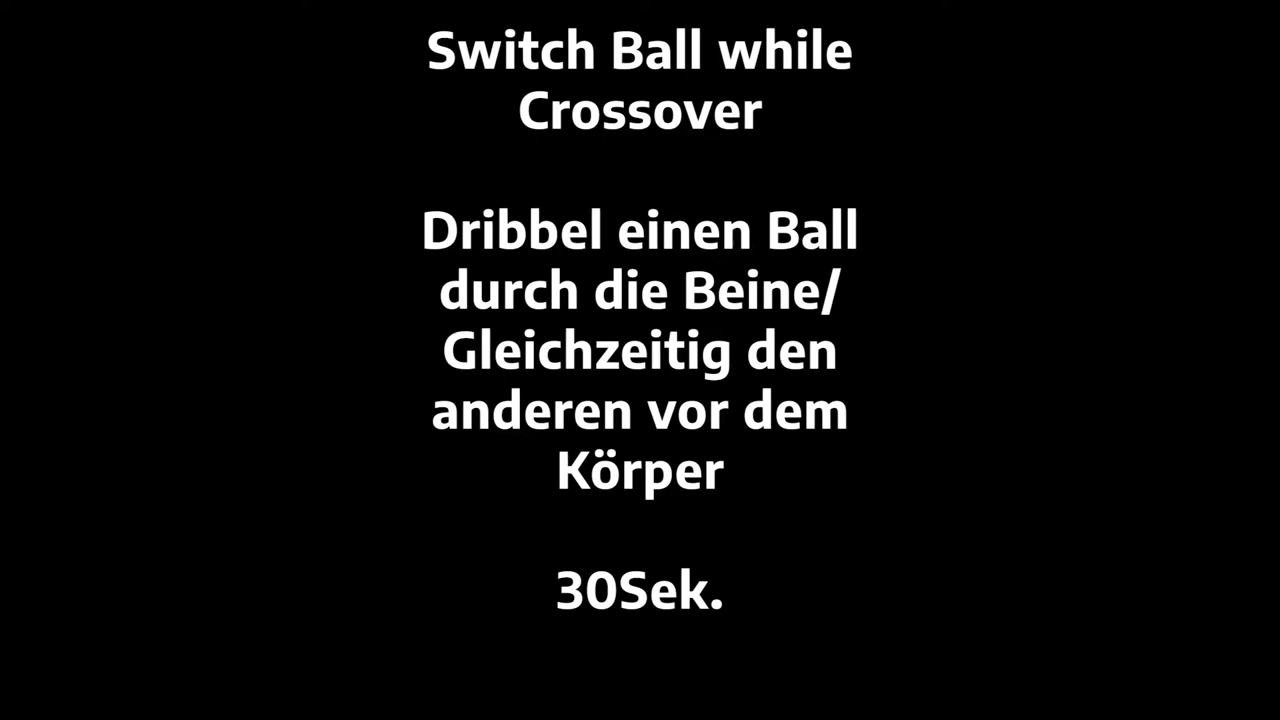 Switch Ball while
Crossover
Dribbel einen Ball
durch die Beine/
Gleichzeitig den
anderen vor dem
Körper
30Sek.